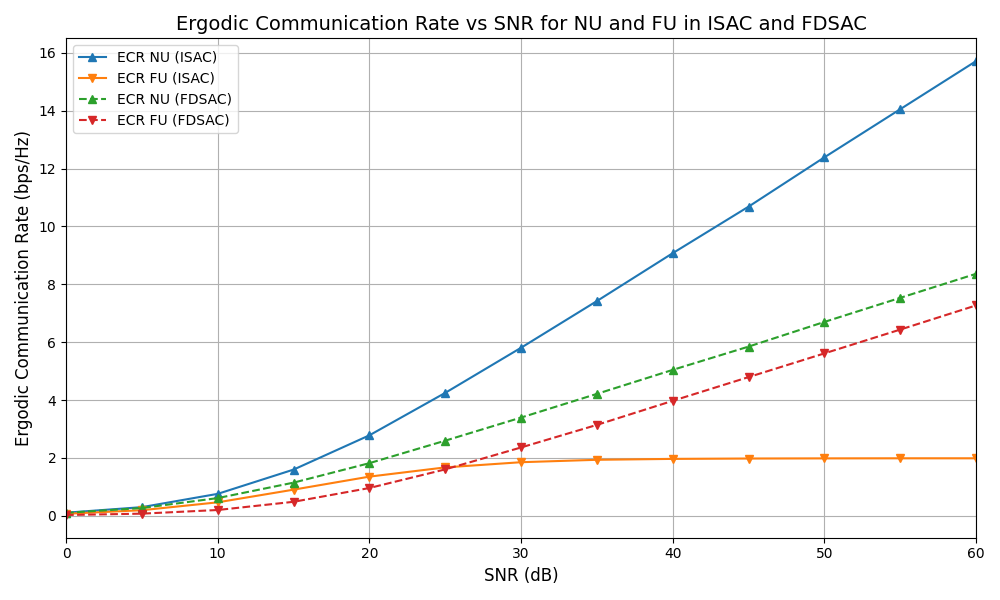 Ergodic Communication Rate vs SNR for NU and FU in ISAC and FDSAC
ECR NU (ISAC)
ECR FU (ISAC)
ECR NU (FDSAC)
ECR FU (FDSAC)
Ergodic Communication Rate (bps/Hz)
16
14
12
10
8
6
4
2
0
0 10 20 30 40 50 60
SNR (dB)